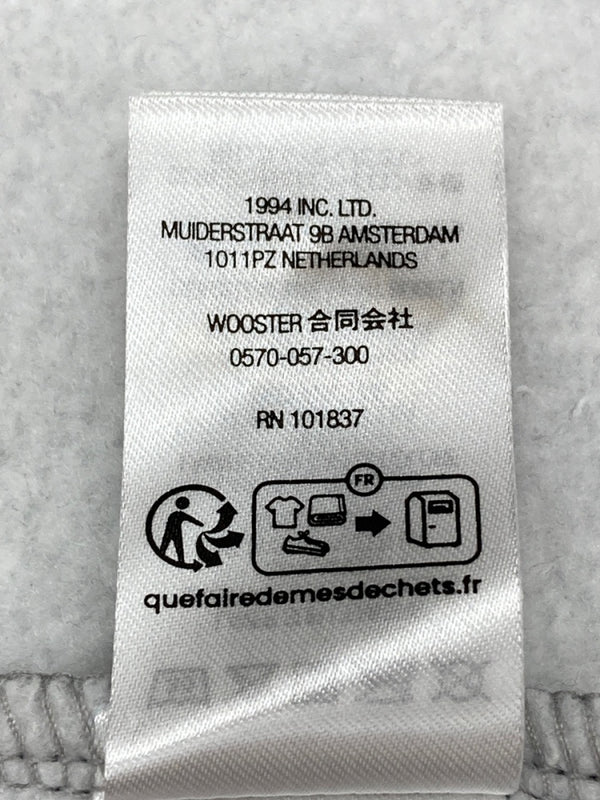 1994 INC. LTD.
MUIDERSTRAAT 9B AMSTERDAM
1011PZ NETHERLANDS
WOOSTER 合同会社
0570-057-300
RN 101837
FR
quefairedemesdechets.fr